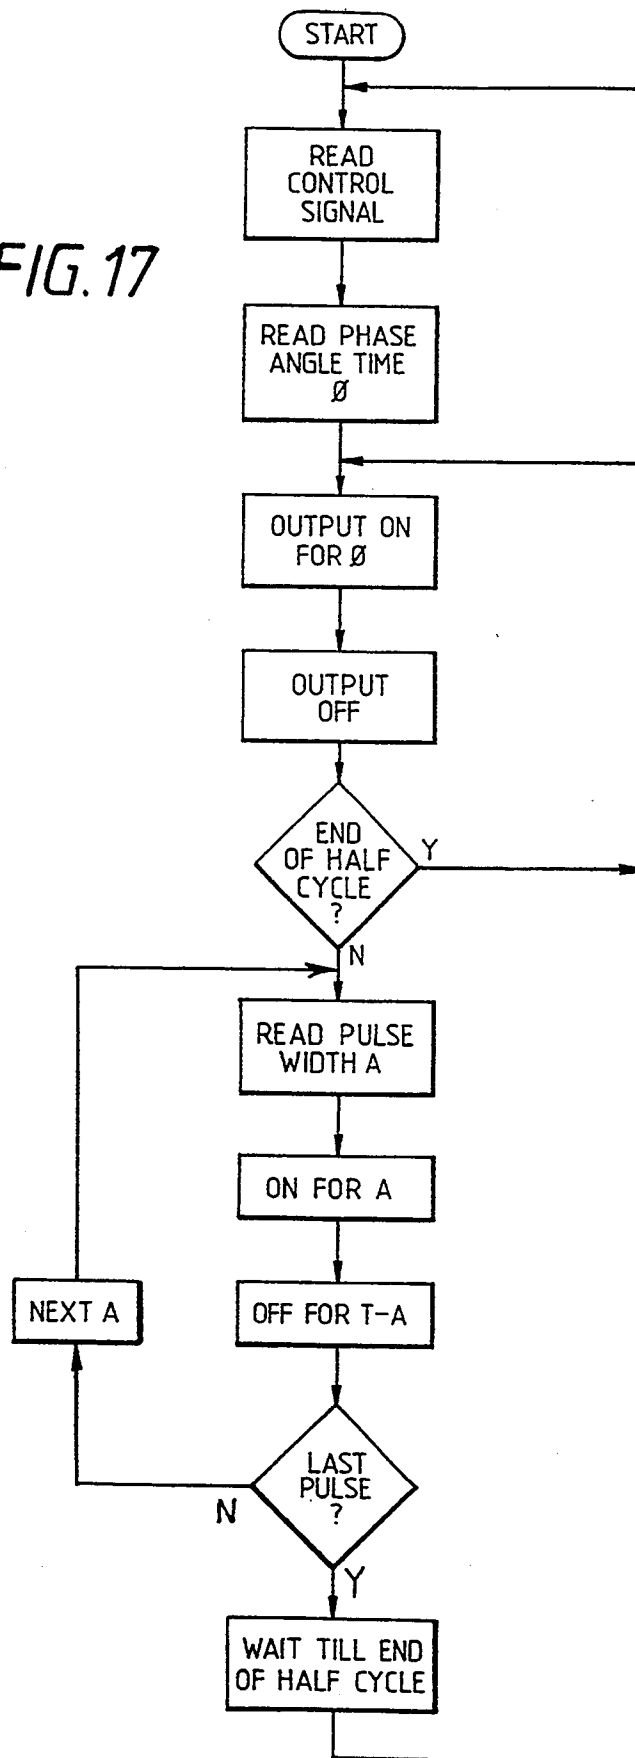 START
READ
CONTROL
SIGNAL
FIG.17
READ PHASE
ANGLE TIME
Ø
OUTPUT ON
FOR Ø
OUTPUT
OFF
END
OF HALF
CYCLE
?
Y
N
READ PULSE
WIDTH A
ON FOR A
NEXT A
OFF FOR T-A
LAST
PULSE
?
N
Y
WAIT TILL END
OF HALF CYCLE